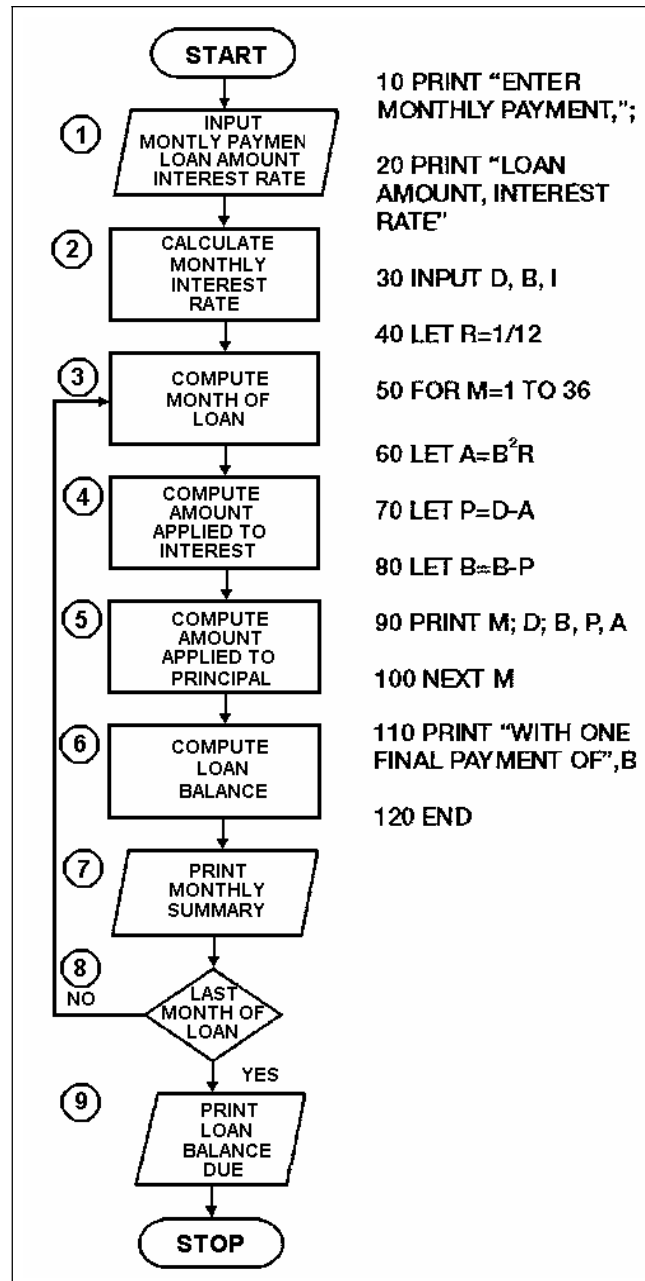 START
1
INPUT
MONTLY PAYMEN
LOAN AMOUNT
INTEREST RATE
2
CALCULATE
MONTHLY
INTEREST
RATE
3
COMPUTE
MONTH OF
LOAN
4
COMPUTE
AMOUNT
APPLIED TO
INTEREST
5
COMPUTE
AMOUNT
APPLIED TO
PRINCIPAL
6
COMPUTE
LOAN
BALANCE
7
PRINT
MONTHLY
SUMMARY
8
NO
LAST
MONTH OF
LOAN
YES
9
PRINT
LOAN
BALANCE
DUE
STOP
10 PRINT “ENTER
MONTHLY PAYMENT,”;
20 PRINT “LOAN
AMOUNT, INTEREST
RATE”
30 INPUT D, B, I
40 LET R=1/12
50 FOR M=1 TO 36
60 LET A=B²R
70 LET P=D-A
80 LET B=B-P
90 PRINT M; D; B, P, A
100 NEXT M
110 PRINT “WITH ONE
FINAL PAYMENT OF”,B
120 END